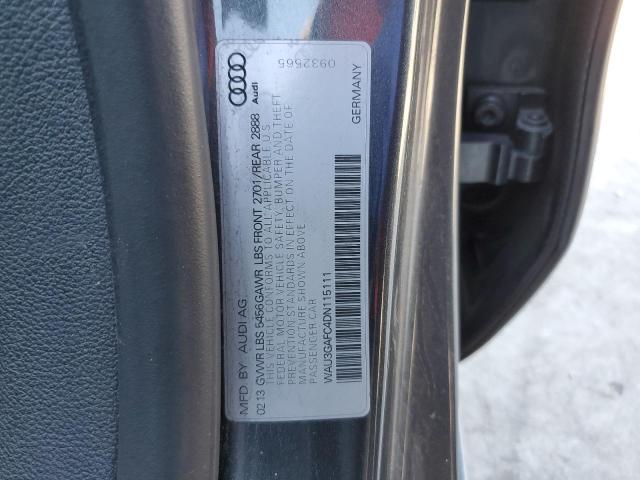 MFD BY AUDI AG
Audi
02 13 GVWR LBS 5456 GAWR LBS FRONT 2701/REAR 2888
THIS VEHICLE CONFORMS TO ALL APPLICABLE U.S
FEDERAL MOTOR VEHICLE SAFETY, BUMPER AND THEFT
PREVENTION STANDARDS IN EFFECT ON THE DATE OF
MANUFACTURE SHOWN ABOVE
PASSENGER CAR
0932565
WAU3GAFC4DN115111
GERMANY